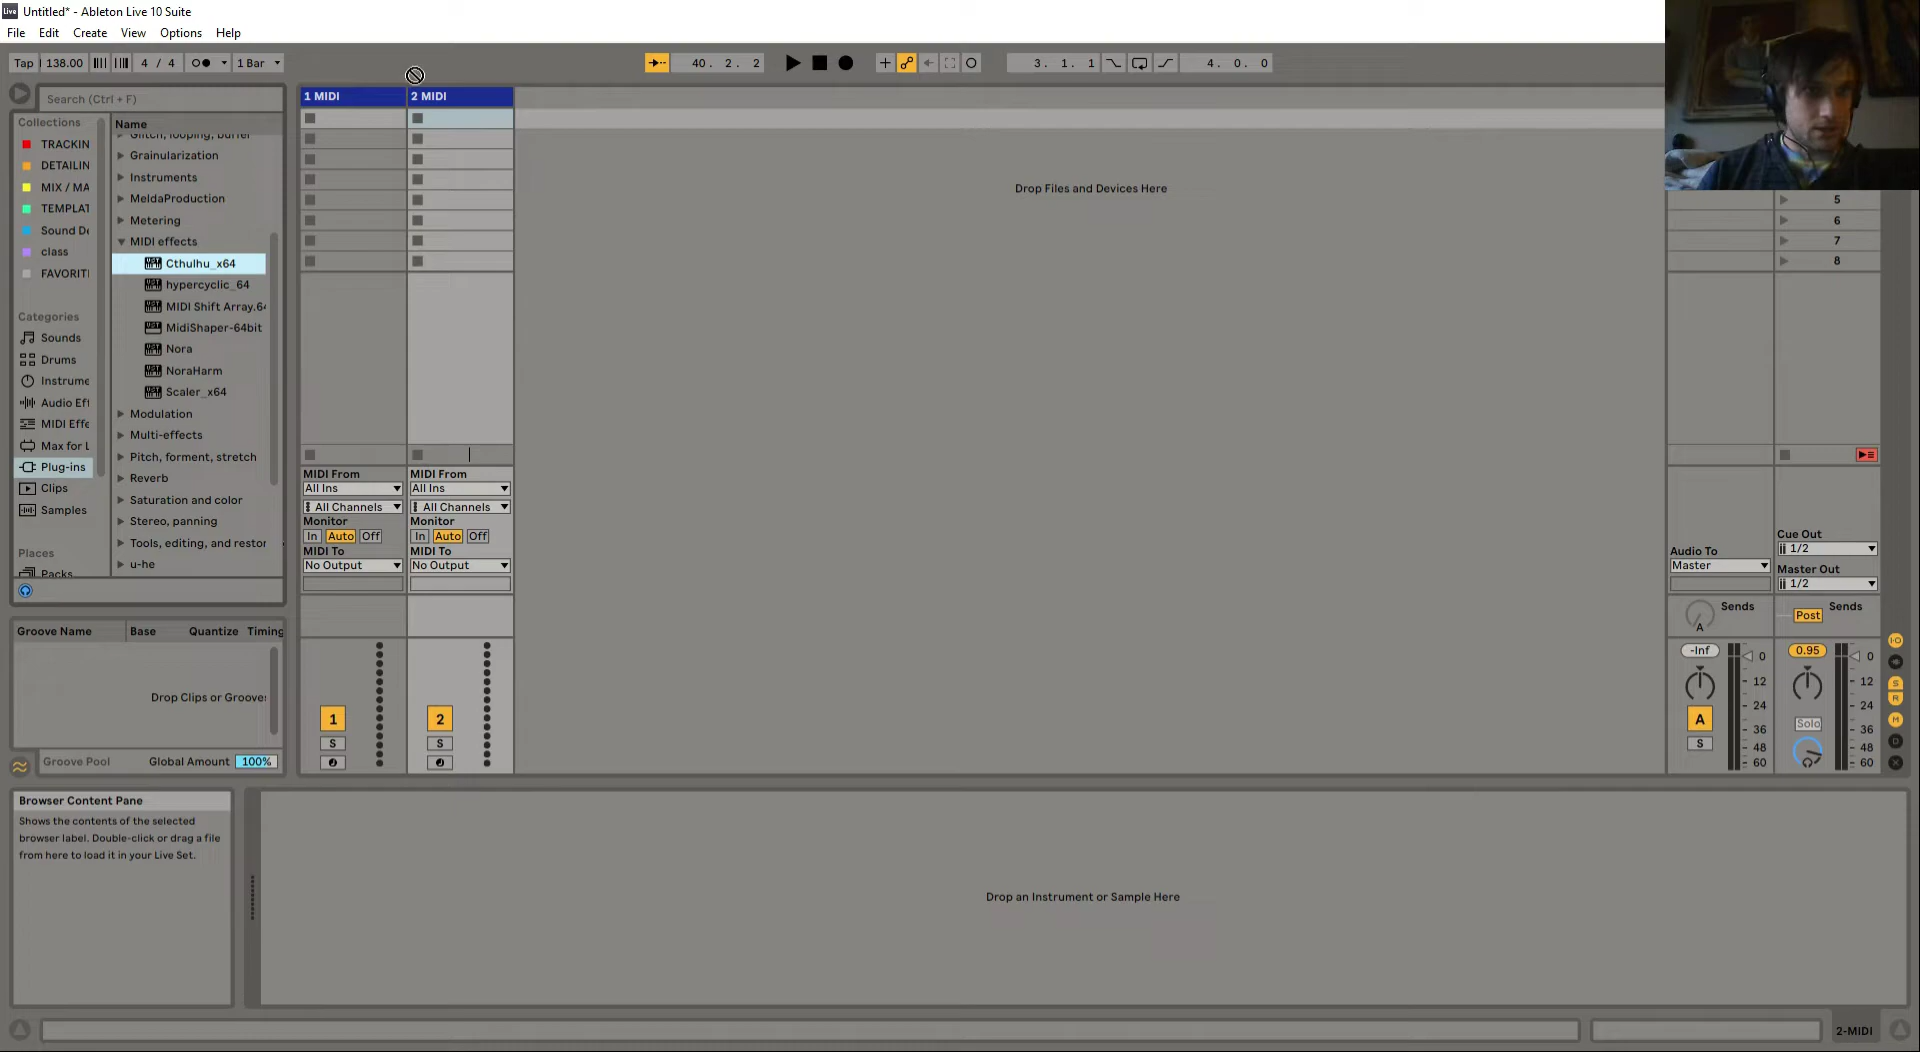 Live
Untitled* - Ableton Live 10 Suite
File Edit Create View Options Help
Tap 138.00 4 / 4 1 Bar
40. 2. 2
3. 1. 1
4. 0. 0
Search (Ctrl + F)
Collections
TRACKIN
DETAILIN
MIX / MA
TEMPLAT
Sound De
class
FAVORITI
Categories
Sounds
Drums
Instrume
Audio Eff
MIDI Effe
Max for L
Plug-ins
Clips
Samples
Places
Packs
Name
Glitch, looping, buffer
Grainularization
Instruments
MeldaProduction
Metering
MIDI effects
Cthulhu_x64
hypercyclic_64
MIDI Shift Array.64
MidiShaper-64bit
Nora
NoraHarm
Scaler_x64
Modulation
Multi-effects
Pitch, forment, stretch
Reverb
Saturation and color
Stereo, panning
Tools, editing, and restor
u-he
Groove Name Base Quantize Timing
Drop Clips or Grooves
Groove Pool Global Amount 100%
Browser Content Pane
Shows the contents of the selected
browser label. Double-click or drag a file
from here to load it in your Live Set.
1 MIDI
MIDI From
All Ins
All Channels
Monitor
In Auto Off
MIDI To
No Output
1
S
2 MIDI
MIDI From
All Ins
All Channels
Monitor
In Auto Off
MIDI To
No Output
2
S
Drop Files and Devices Here
5
6
7
8
Audio To
Master
Sends
A
-Inf
0
12
24
36
48
60
A
S
Cue Out
1/2
Master Out
1/2
Sends
Post
0.95
0
12
24
36
48
60
Solo
I-O
S
R
M
D
X
Drop an Instrument or Sample Here
2-MIDI